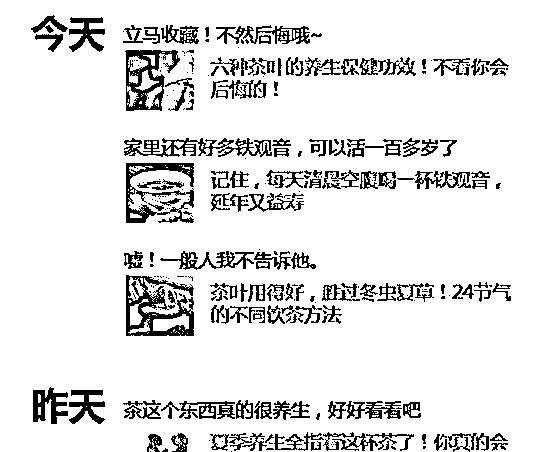 今天
立马收藏！不然后悔哦~
六种茶叶的养生保健功效！不看你会
后悔的！
家里还有好多铁观音，可以活一百多岁了
记住，每天清晨空腹喝一杯铁观音，
延年又益寿
嘘！一般人我不告诉他。
茶叶用得好，胜过冬虫夏草！24节气
的不同饮茶方法
昨天
茶这个东西真的很养生，好好看看吧
夏季养生全指着这杯茶了！你真的会